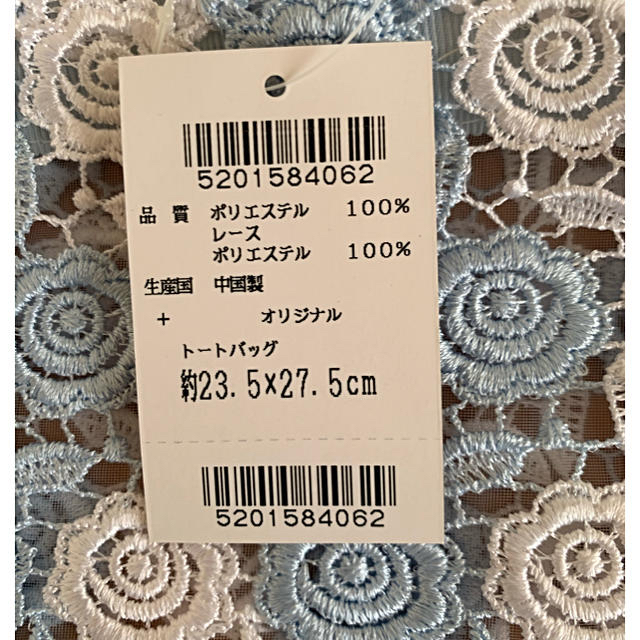 5201584062
品 質 ポリエステル 100%
レース
ポリエステル 100%
生産国 中国製
+ オリジナル
トートバッグ
約23.5×27.5cm
5201584062